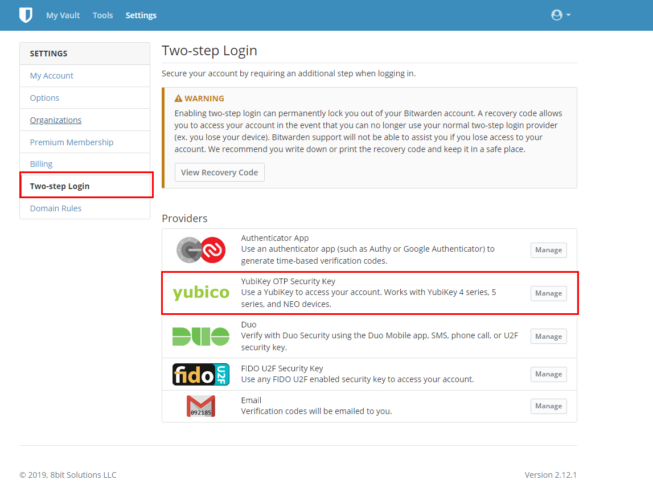 My Vault Tools Settings
SETTINGS
My Account
Options
Organizations
Premium Membership
Billing
Two-step Login
Domain Rules
Two-step Login
Secure your account by requiring an additional step when logging in.
WARNING
Enabling two-step login can permanently lock you out of your Bitwarden account. A recovery code allows
you to access your account in the event that you can no longer use your normal two-step login provider
(ex. you lose your device). Bitwarden support will not be able to assist you if you lose access to your
account. We recommend you write down or print the recovery code and keep it in a safe place.
View Recovery Code
Providers
Authenticator App
Use an authenticator app (such as Authy or Google Authenticator) to
generate time-based verification codes.
Manage
yubico
YubiKey OTP Security Key
Use a YubiKey to access your account. Works with YubiKey 4 series, 5
series, and NEO devices.
Manage
DUO
Duo
Verify with Duo Security using the Duo Mobile app, SMS, phone call, or U2F
security key.
Manage
fido U2F
FIDO U2F Security Key
Use any FIDO U2F enabled security key to access your account.
Manage
092185
Email
Verification codes will be emailed to you.
Manage
© 2019, 8bit Solutions LLC
Version 2.12.1